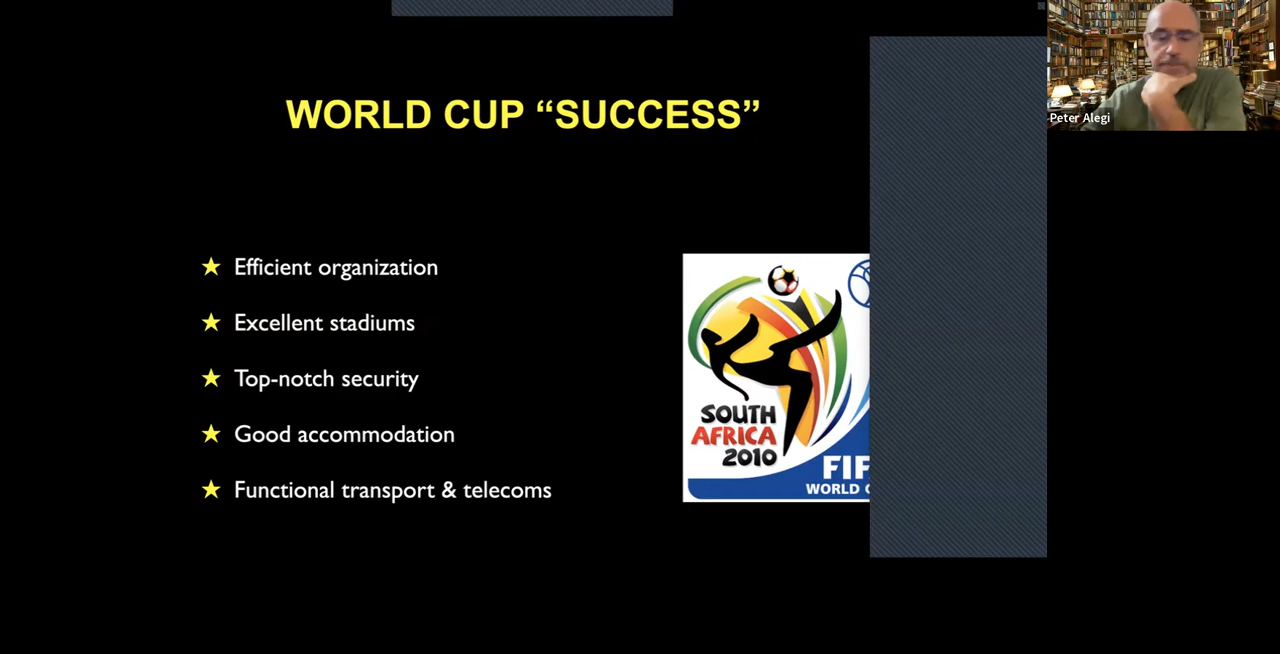 WORLD CUP “SUCCESS”
Peter Alegi
★ Efficient organization
★ Excellent stadiums
★ Top-notch security
★ Good accommodation
★ Functional transport & telecoms
SOUTH
AFRICA
2010
FIF
WORLD C